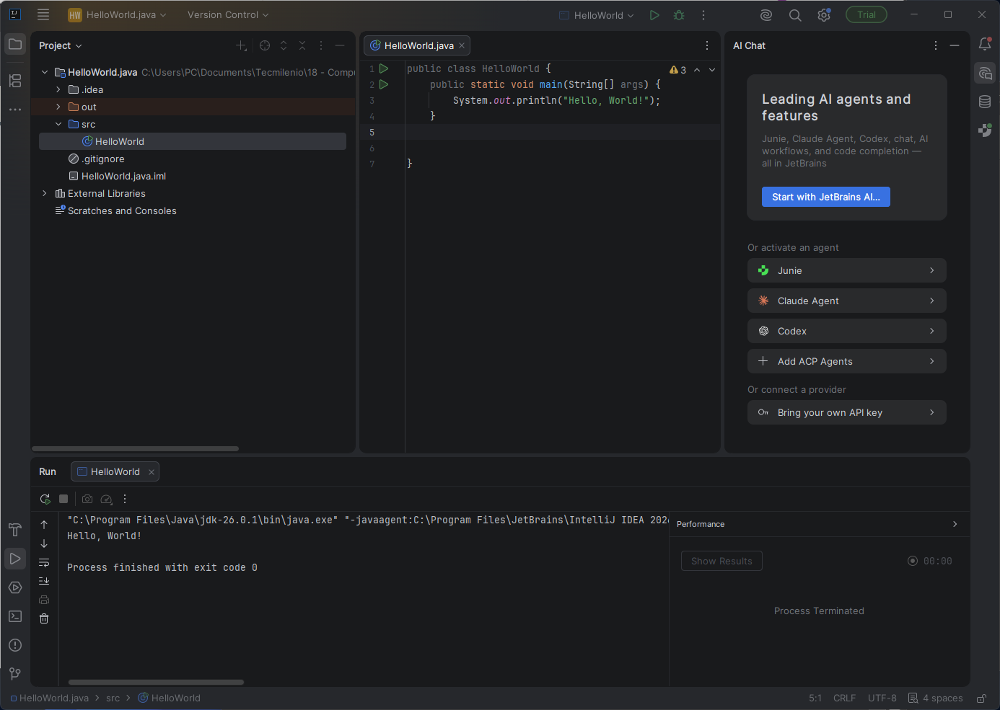 IJ
HW HelloWorld.java
Version Control
HelloWorld
Trial
Project
HelloWorld.java C:\Users\PC\Documents\Tecmilenio\18 - Compu
.idea
out
src
HelloWorld
.gitignore
HelloWorld.java.iml
External Libraries
Scratches and Consoles
HelloWorld.java
3
1 public class HelloWorld {
2 public static void main(String[] args) {
3 System.out.println("Hello, World!");
4 }
5
6
7 }
AI Chat
Leading AI agents and
features
Junie, Claude Agent, Codex, chat, AI
workflows, and code completion —
all in JetBrains
Start with JetBrains AI...
Or activate an agent
Junie
Claude Agent
Codex
Add ACP Agents
Or connect a provider
Bring your own API key
Run
HelloWorld
"C:\Program Files\Java\jdk-26.0.1\bin\java.exe" "-javaagent:C:\Program Files\JetBrains\IntelliJ IDEA 202
Hello, World!
Process finished with exit code 0
Performance
Show Results
00:00
Process Terminated
HelloWorld.java > src > HelloWorld
5:1 CRLF UTF-8 4 spaces